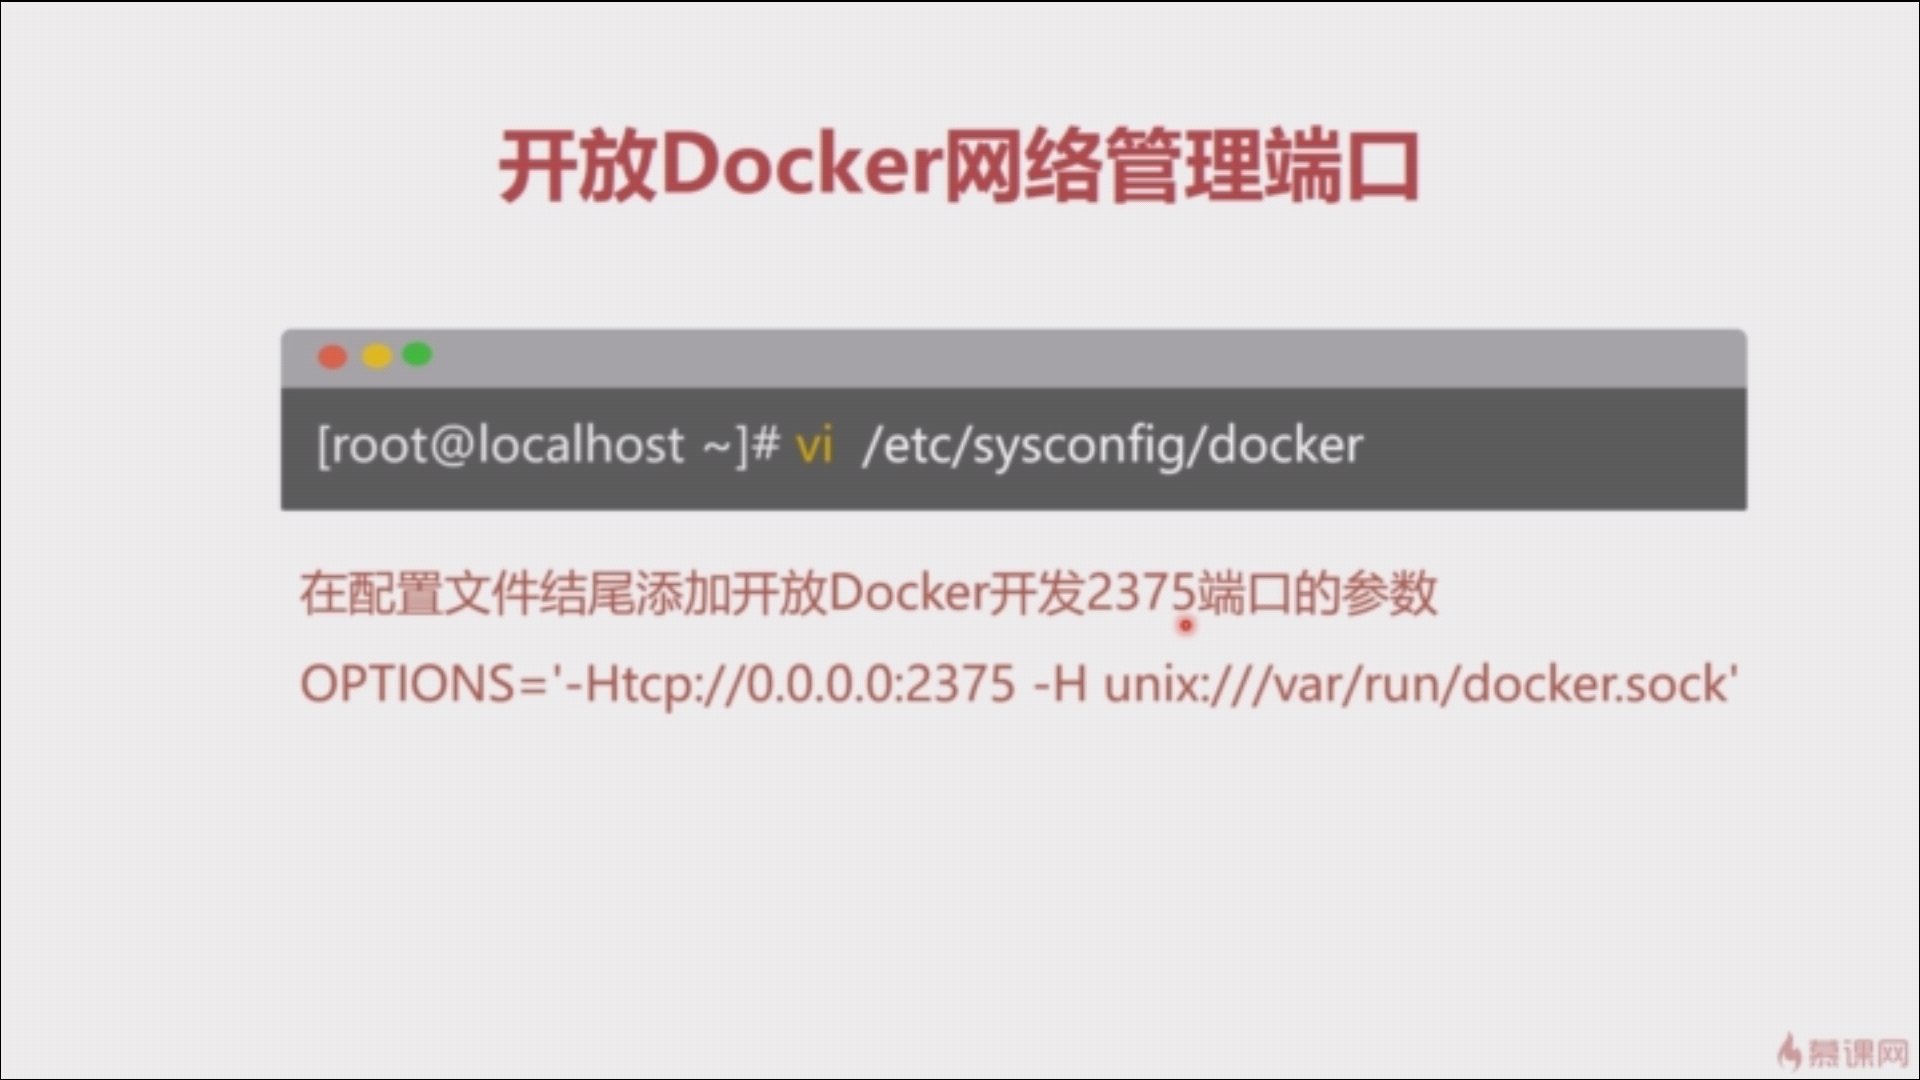 开放Docker网络管理端口
[root@localhost ~]# vi /etc/sysconfig/docker
在配置文件结尾添加开放Docker开发2375端口的参数
OPTIONS='-Htcp://0.0.0.0:2375 -H unix:///var/run/docker.sock'
慕课网